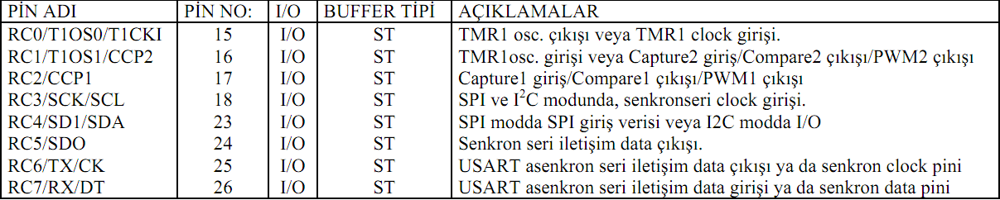 PİN ADI PİN NO: I/O BUFFER TİPİ AÇIKLAMALAR
RC0/T1OS0/T1CKI 15 I/O ST TMR1 osc. çıkışı veya TMR1 clock girişi.
RC1/T1OS1/CCP2 16 I/O ST TMR1osc. girişi veya Capture2 giriş/Compare2 çıkışı/PWM2 çıkışı
RC2/CCP1 17 I/O ST Capture1 giriş/Compare1 çıkışı/PWM1 çıkışı
RC3/SCK/SCL 18 I/O ST SPI ve I²C modunda, senkronseri clock girişi.
RC4/SD1/SDA 23 I/O ST SPI modda SPI giriş verisi veya I2C modda I/O
RC5/SDO 24 I/O ST Senkron seri iletişim data çıkışı.
RC6/TX/CK 25 I/O ST USART asenkron seri iletişim data çıkışı ya da senkron clock pini
RC7/RX/DT 26 I/O ST USART asenkron seri iletişim data girişi ya da senkron data pini